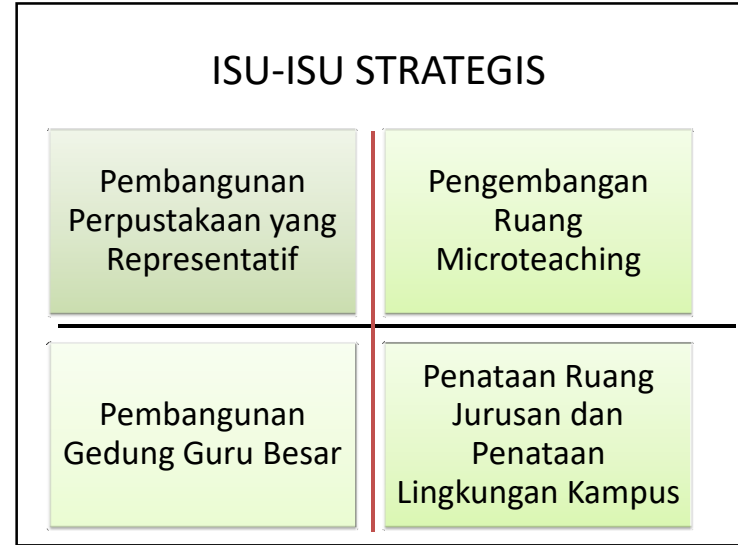 ISU-ISU STRATEGIS
Pembangunan
Perpustakaan yang
Representatif
Pengembangan
Ruang
Microteaching
Pembangunan
Gedung Guru Besar
Penataan Ruang
Jurusan dan
Penataan
Lingkungan Kampus